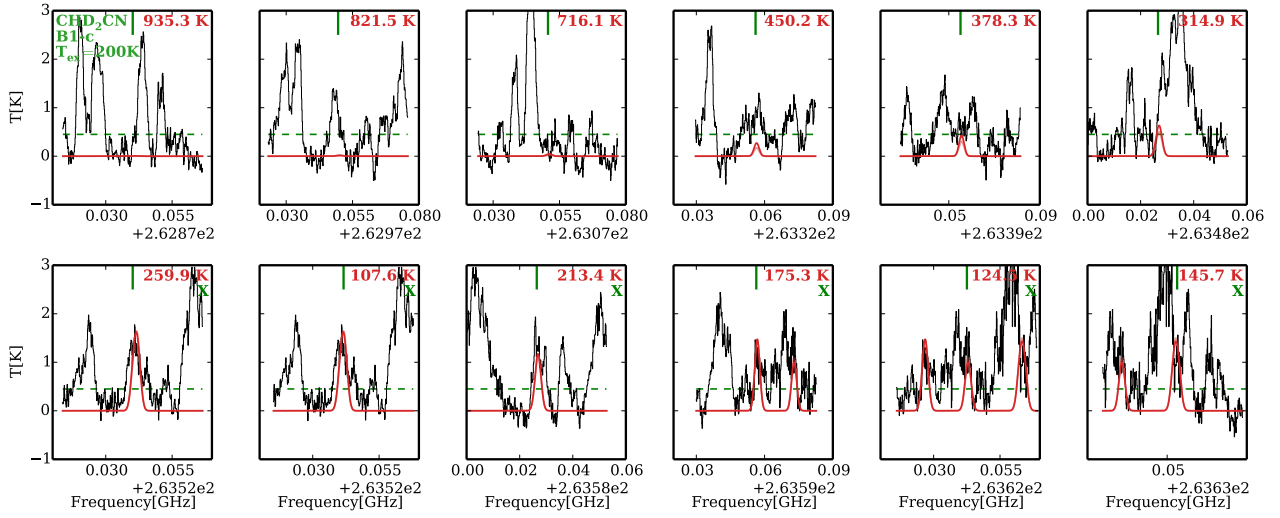 CHD2CN 935.3 K
B1-c
Tex=200K
821.5 K
716.1 K
450.2 K
378.3 K
314.9 K
T[K]
3
2
1
0
−1
0.030 0.055
+2.6287e2
0.030 0.055 0.080
+2.6297e2
0.025 0.051 0.080
+2.6307e2
0.03 0.06 0.09
+2.6332e2
0.05 0.09
+2.6339e2
0.00 0.02 0.04 0.06
+2.6348e2
259.9 K
107.6 K
X
213.4 K
X
175.3 K
X
124.5 K
X
145.7 K
X
T[K]
3
2
1
0
−1
0.030 0.055
+2.6352e2
Frequency[GHz]
0.030 0.055
+2.6352e2
Frequency[GHz]
0.00 0.02 0.04 0.06
+2.6358e2
Frequency[GHz]
0.03 0.06 0.09
+2.6359e2
Frequency[GHz]
0.030 0.055
+2.6362e2
Frequency[GHz]
0.05
+2.6363e2
Frequency[GHz]